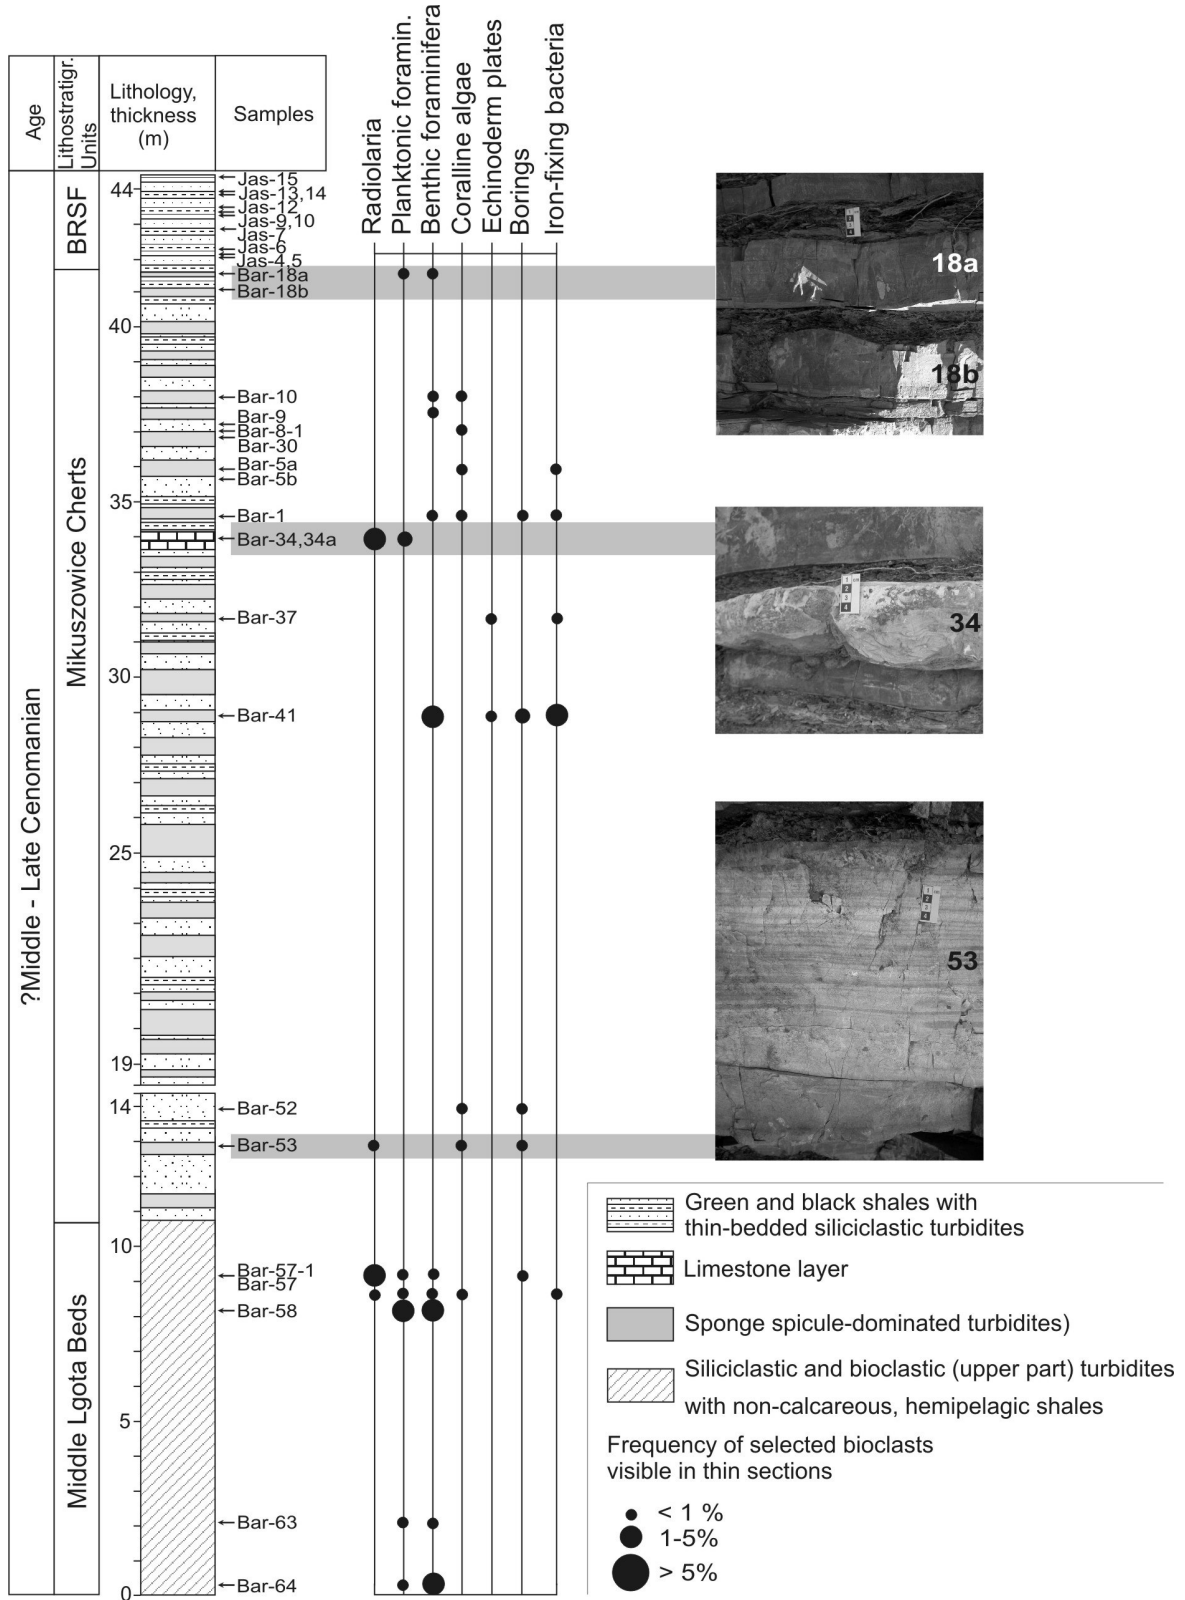 Age
Lithostratigr.
Units
Lithology,
thickness
(m)
Samples
Radiolaria
Planktonic foramin.
Benthic foraminifera
Coralline algae
Echinoderm plates
Borings
Iron-fixing bacteria
?Middle - Late Cenomanian
BRSF
Mikuszowice Cherts
Middle Lgota Beds
44
40
35
30
25
19
14
10
5
0
Jas-15
Jas-13,14
Jas-12
Jas-9,10
Jas-7
Jas-6
Jas-4,5
Bar-18a
Bar-18b
Bar-10
Bar-9
Bar-8-1
Bar-30
Bar-5a
Bar-5b
Bar-1
Bar-34,34a
Bar-37
Bar-41
Bar-52
Bar-53
Bar-57-1
Bar-57
Bar-58
Bar-63
Bar-64
18a
18b
34
53
Green and black shales with
thin-bedded siliciclastic turbidites
Limestone layer
Sponge spicule-dominated turbidites)
Siliciclastic and bioclastic (upper part) turbidites
with non-calcareous, hemipelagic shales
Frequency of selected bioclasts
visible in thin sections
< 1 %
1-5%
> 5%